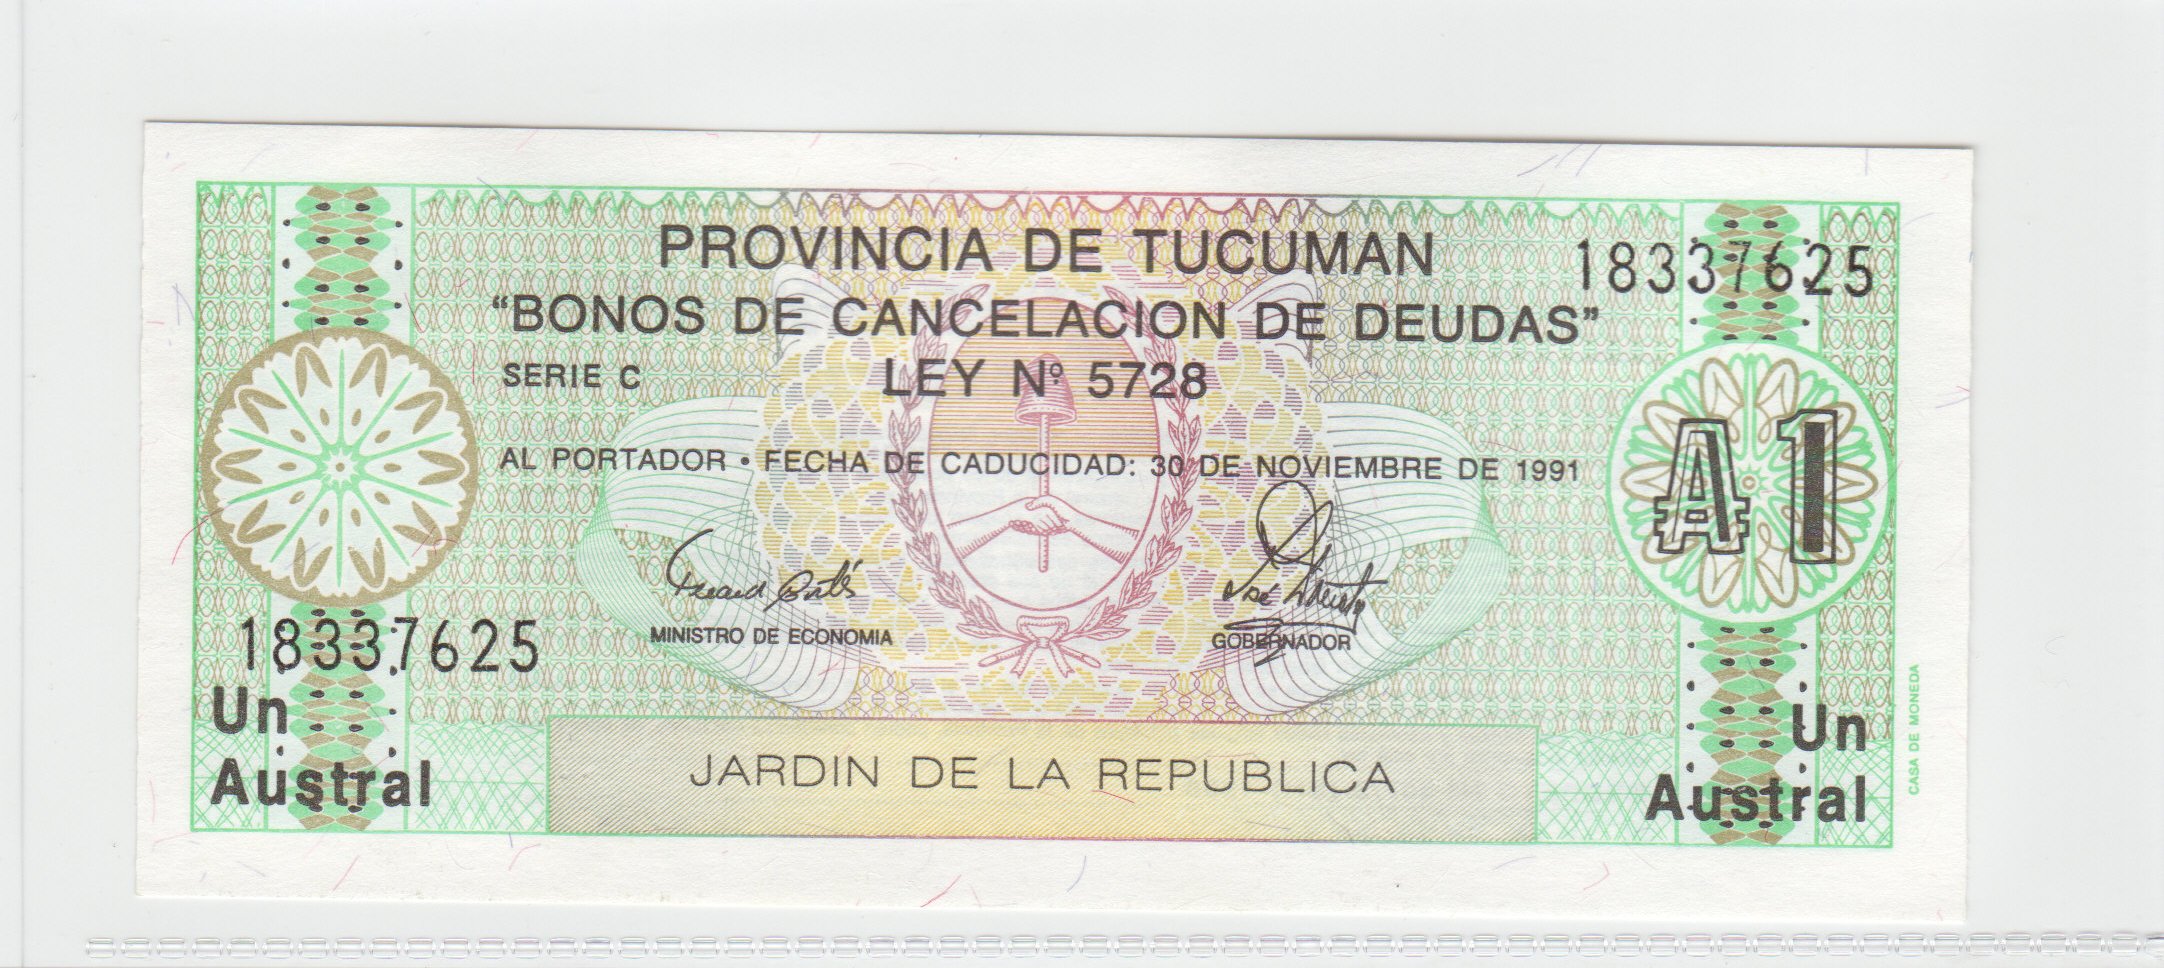 PROVINCIA DE TUCUMAN
18337625
“BONOS DE CANCELACION DE DEUDAS”
SERIE C
LEY Nº 5728
AL PORTADOR • FECHA DE CADUCIDAD: 30 DE NOVIEMBRE DE 1991
A 1
MINISTRO DE ECONOMIA
GOBERNADOR
18337625
Un
Austral
Un
Austral
JARDIN DE LA REPUBLICA
CASA DE MONEDA